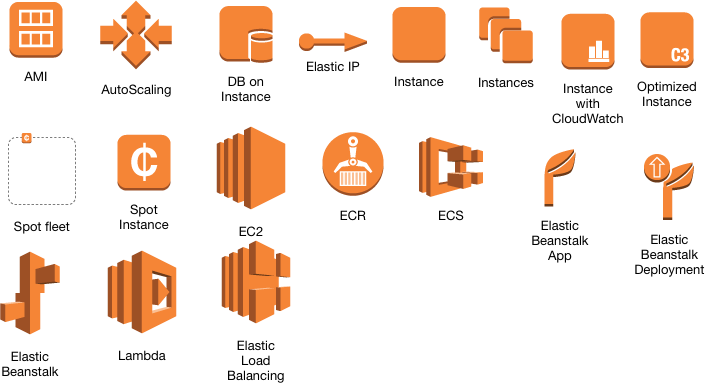 AMI
AutoScaling
DB on
Instance
Elastic IP
Instance
Instances
Instance
with
CloudWatch
C3
Optimized
Instance
Spot fleet
¢
Spot
Instance
EC2
ECR
ECS
Elastic
Beanstalk
App
Elastic
Beanstalk
Deployment
Elastic
Beanstalk
Lambda
Elastic
Load
Balancing